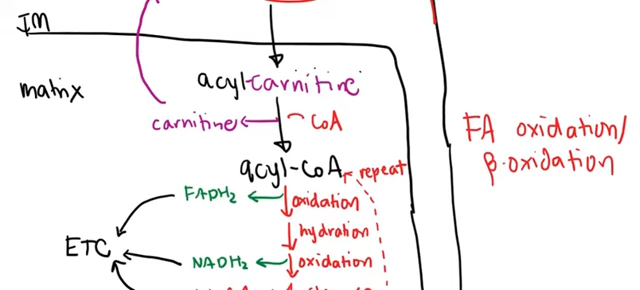 IM
matrix
acyl-carnitine
carnitine
CoA
FA oxidation/
β-oxidation
acyl-CoA
repeat
FADH₂
oxidation
hydration
ETC
NADH₂
oxidation